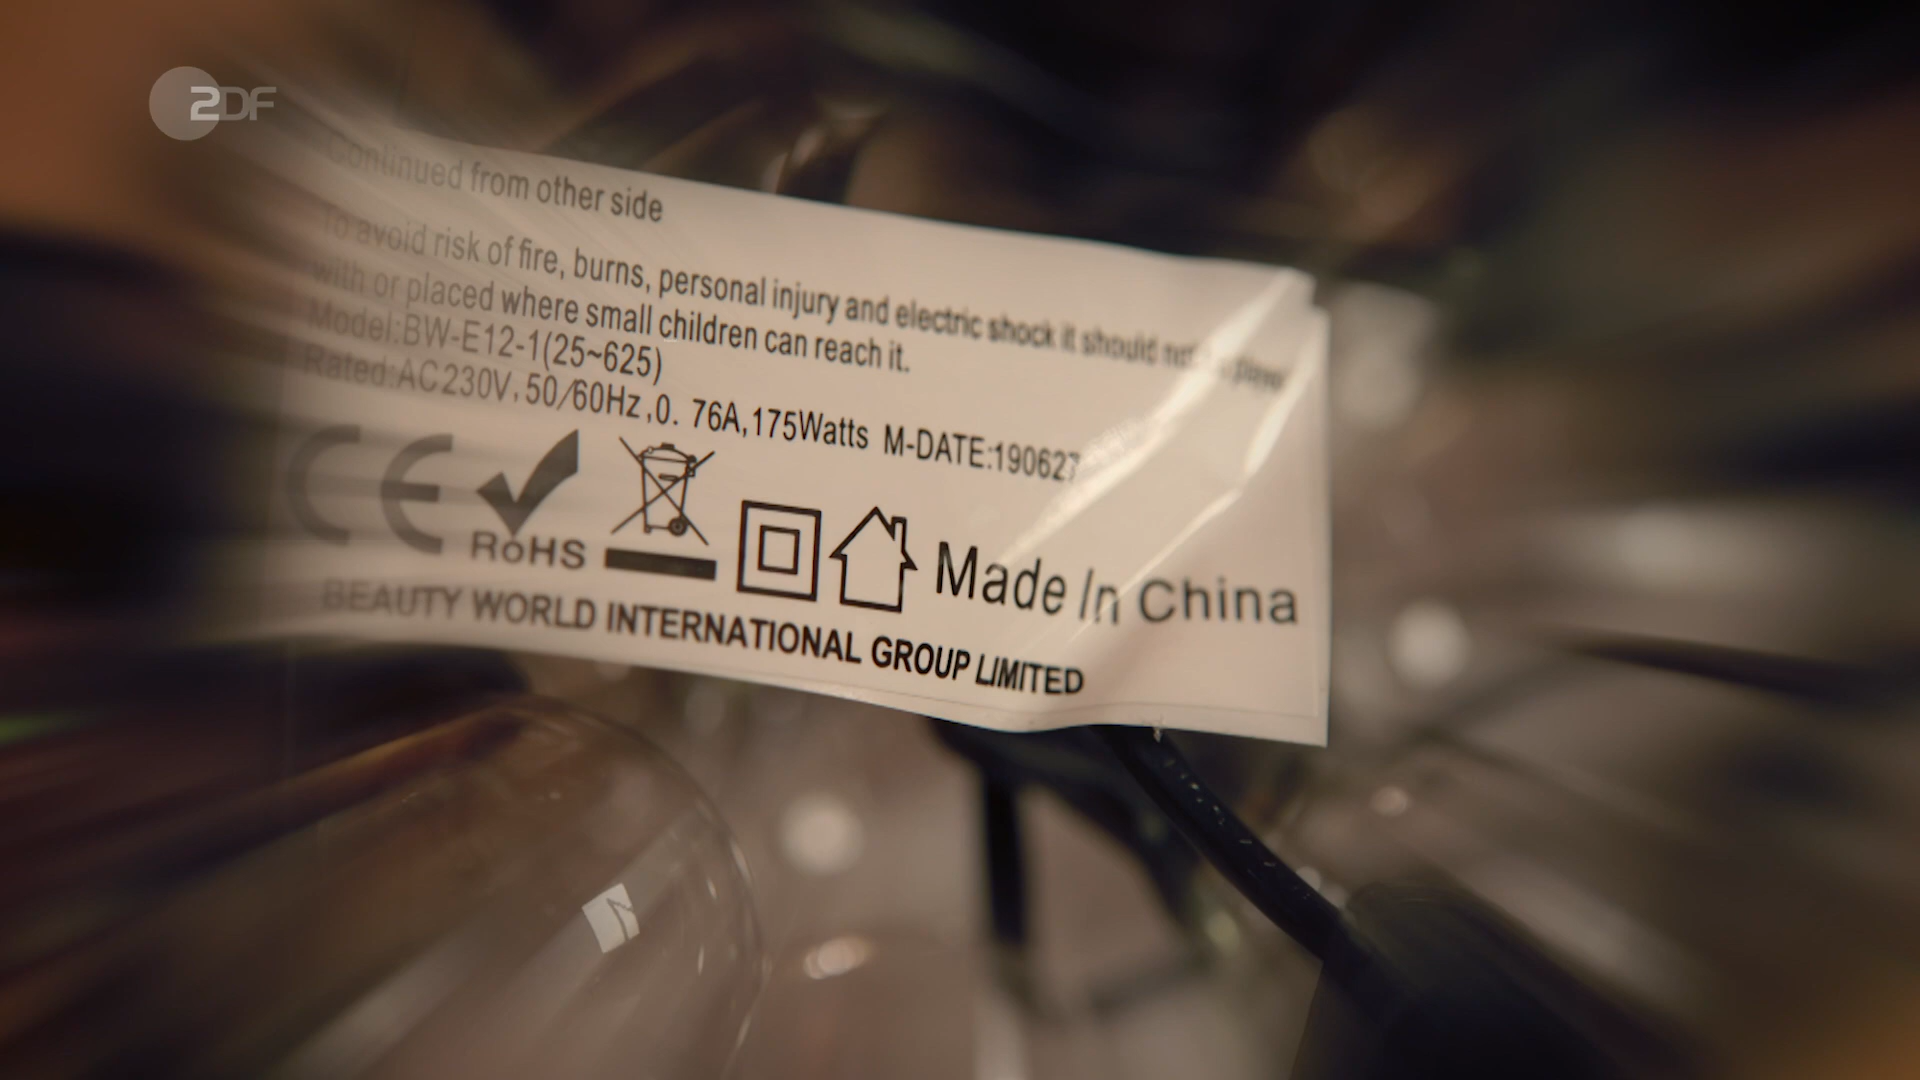 ZDF
Continued from other side
To avoid risk of fire, burns, personal injury and electric shock it should not
with or placed where small children can reach it.
Model:BW-E12-1(25~625)
Rated:AC230V, 50/60Hz ,0. 76A,175Watts M-DATE:190627
CE
RoHS
Made In China
BEAUTY WORLD INTERNATIONAL GROUP LIMITED